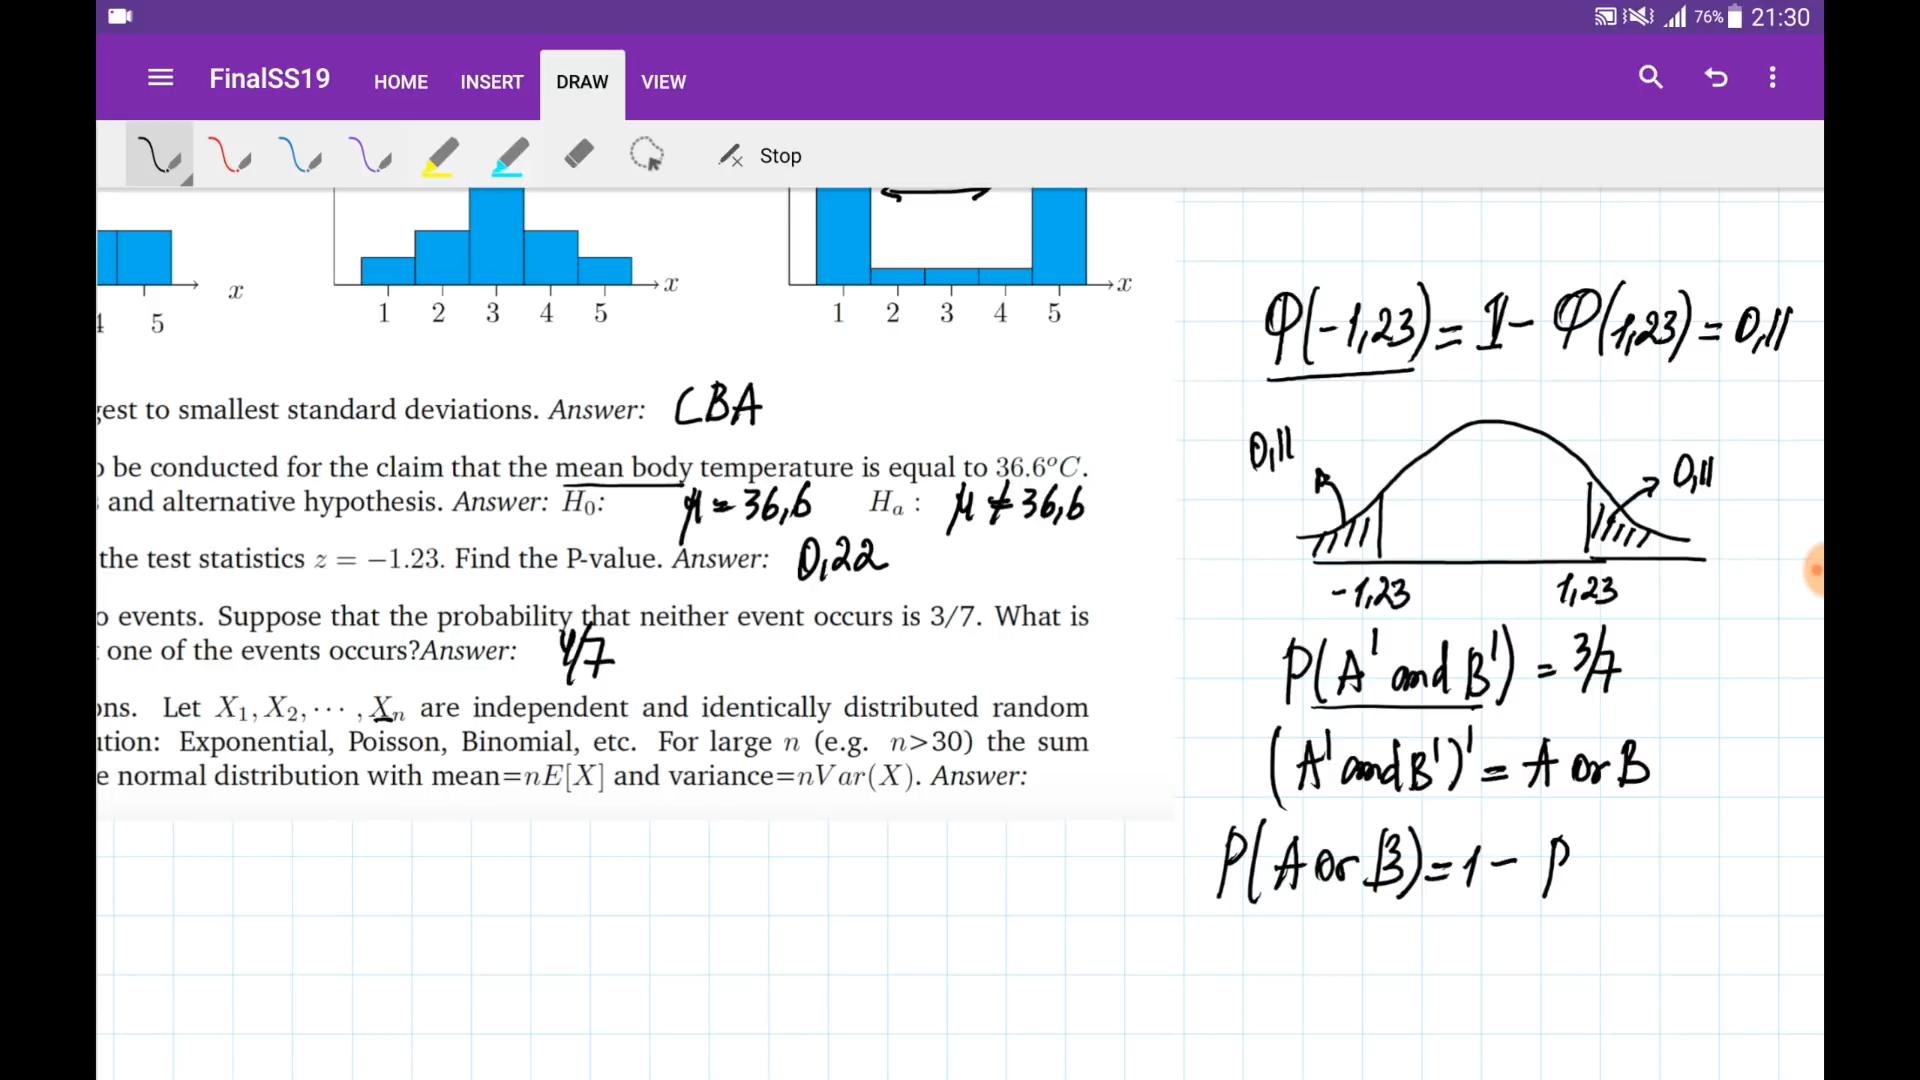 76% 21:30
FinalSS19 HOME INSERT DRAW VIEW
Stop
5 x
1 2 3 4 5 x
1 2 3 4 5 x
gest to smallest standard deviations. Answer: CBA
o be conducted for the claim that the mean body temperature is equal to 36.6°C.
and alternative hypothesis. Answer: H₀: μ = 36,6 Hₐ : μ ≠ 36,6
the test statistics z = −1.23. Find the P-value. Answer: 0,22
o events. Suppose that the probability that neither event occurs is 3/7. What is
one of the events occurs?Answer: 4/7
ons. Let X₁, X₂, ⋯ , Xₙ are independent and identically distributed random
ution: Exponential, Poisson, Binomial, etc. For large n (e.g. n>30) the sum
e normal distribution with mean=nE[X] and variance=nVar(X). Answer:
Φ(-1,23) = 1 - Φ(1,23) = 0,11
0,11 0,11
-1,23 1,23
P(A' and B') = 3/7
(A' and B')' = A or B
P(A or B) = 1 - P